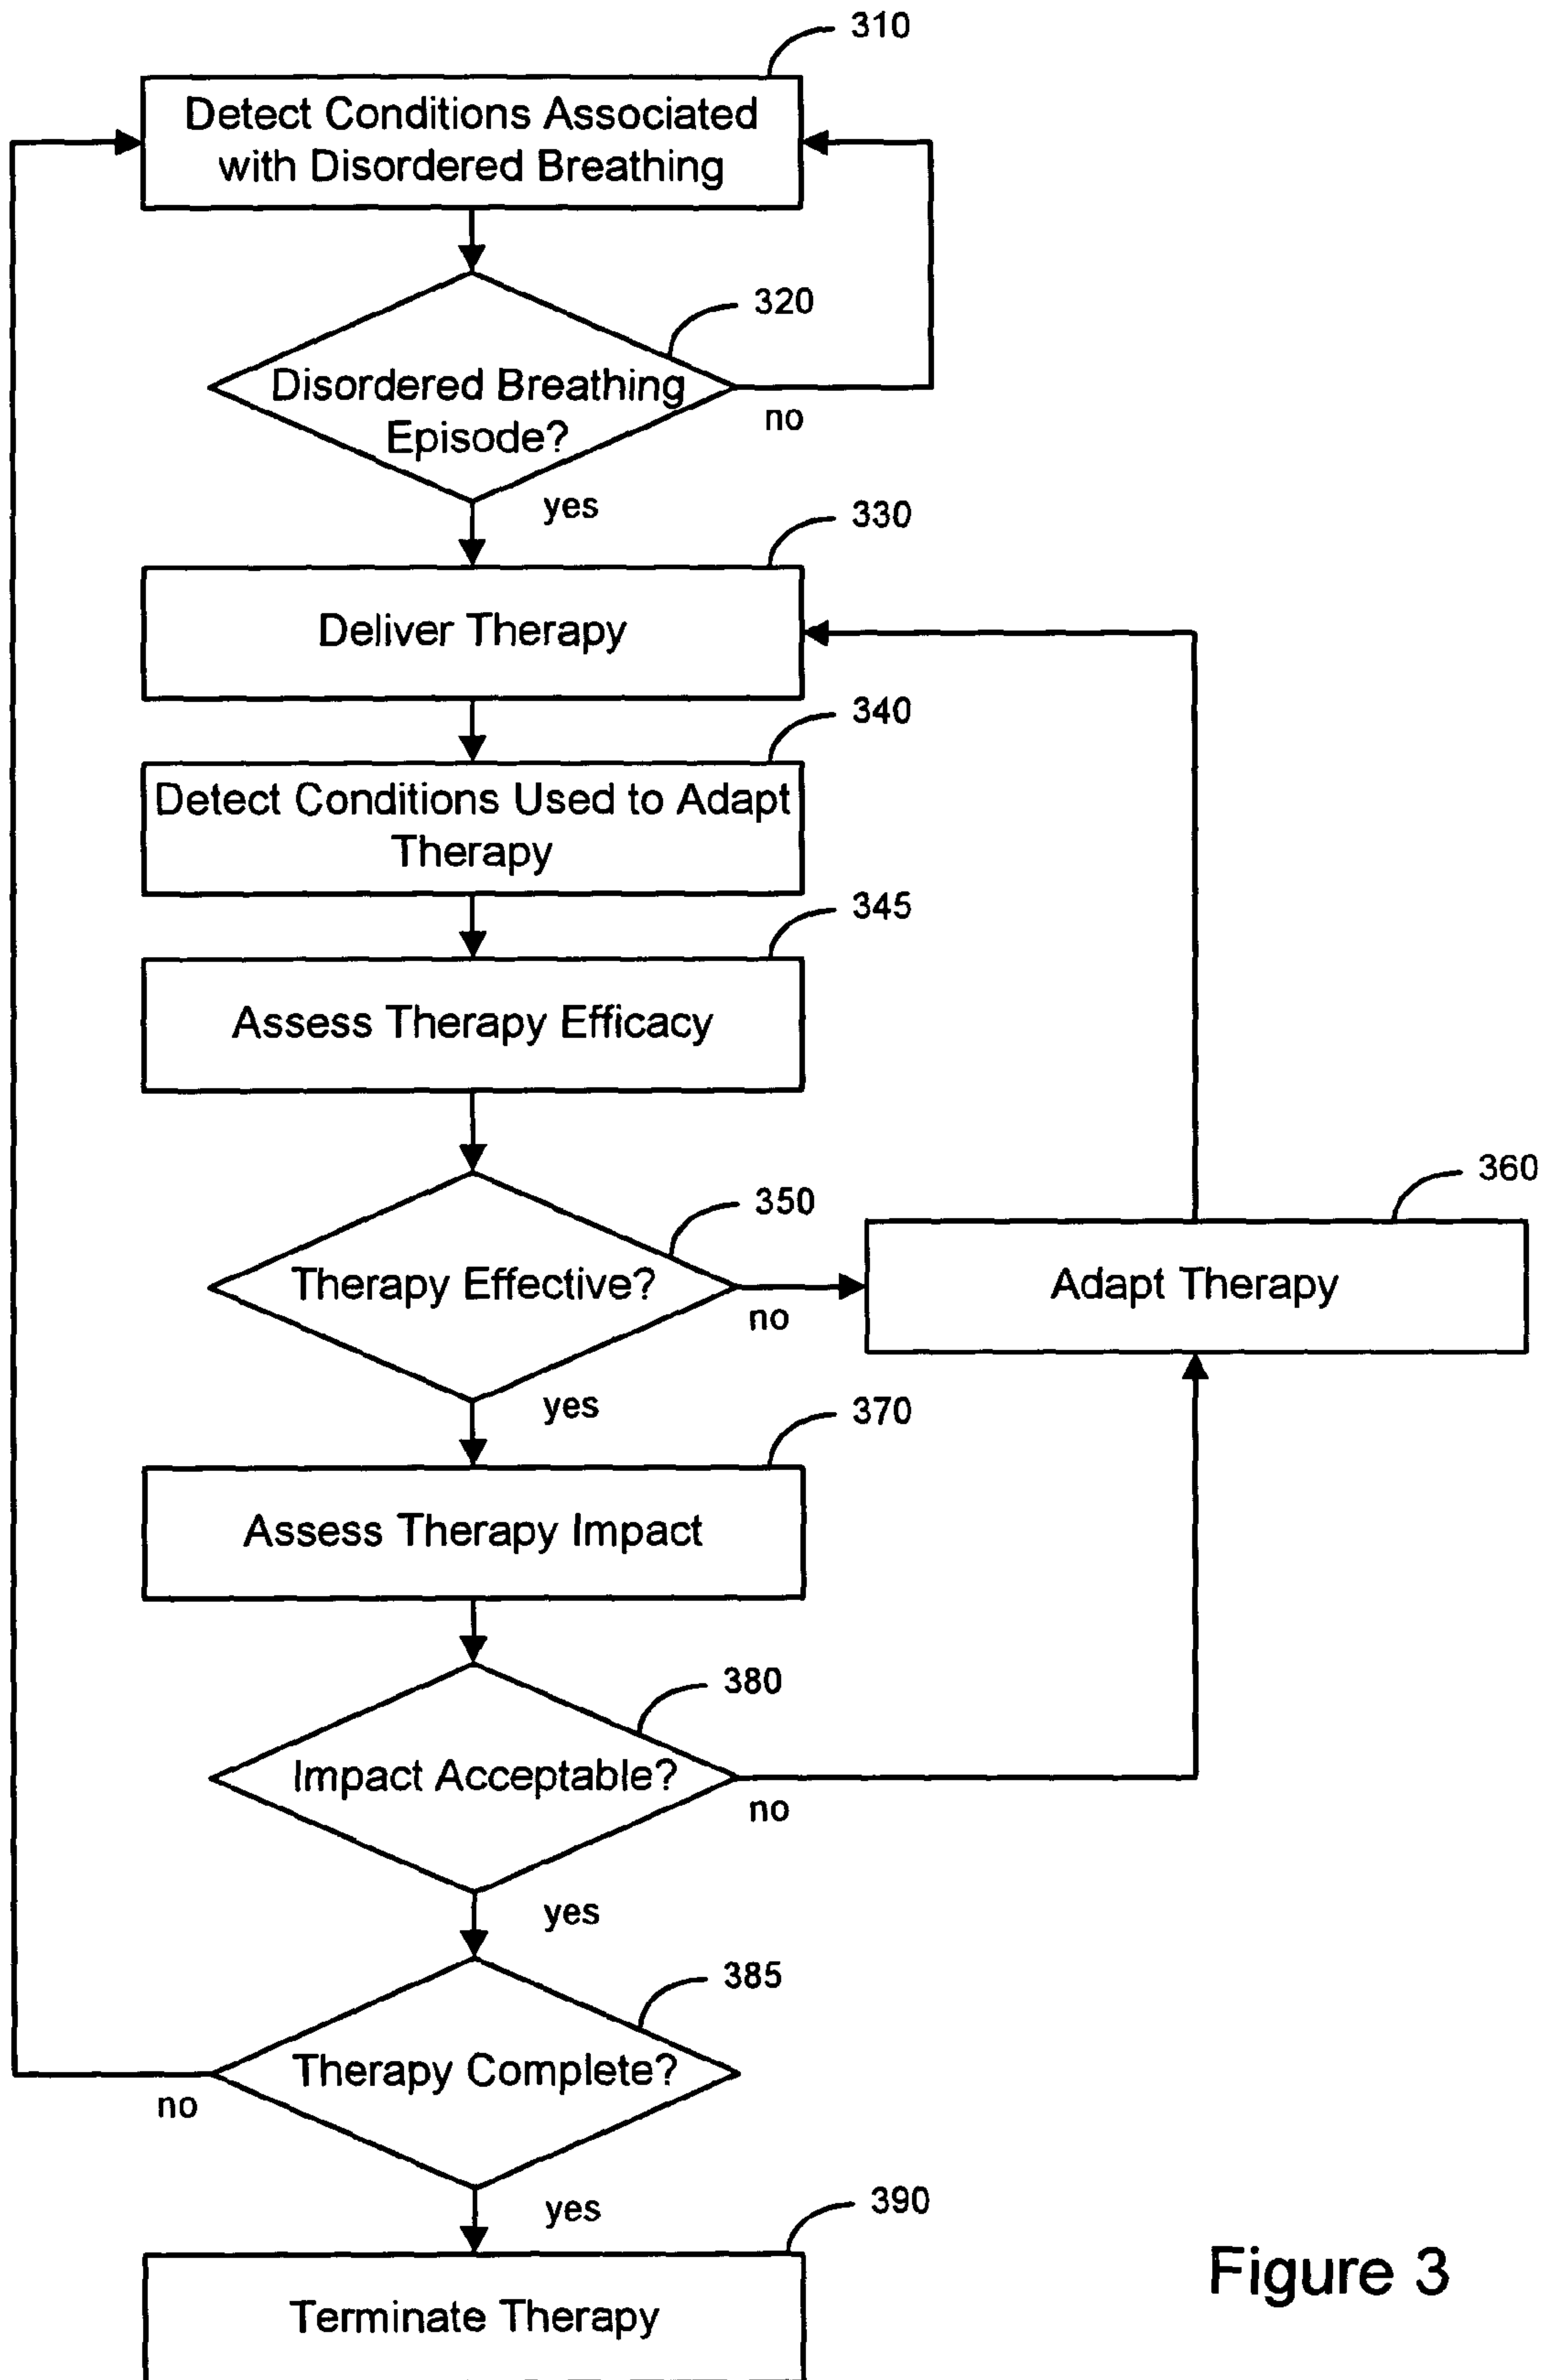 310
Detect Conditions Associated
with Disordered Breathing
320
Disordered Breathing
Episode?
no
yes
330
Deliver Therapy
340
Detect Conditions Used to Adapt
Therapy
345
Assess Therapy Efficacy
350
Therapy Effective?
no
yes
360
Adapt Therapy
370
Assess Therapy Impact
380
Impact Acceptable?
no
yes
385
Therapy Complete?
no
yes
390
Terminate Therapy
Figure 3